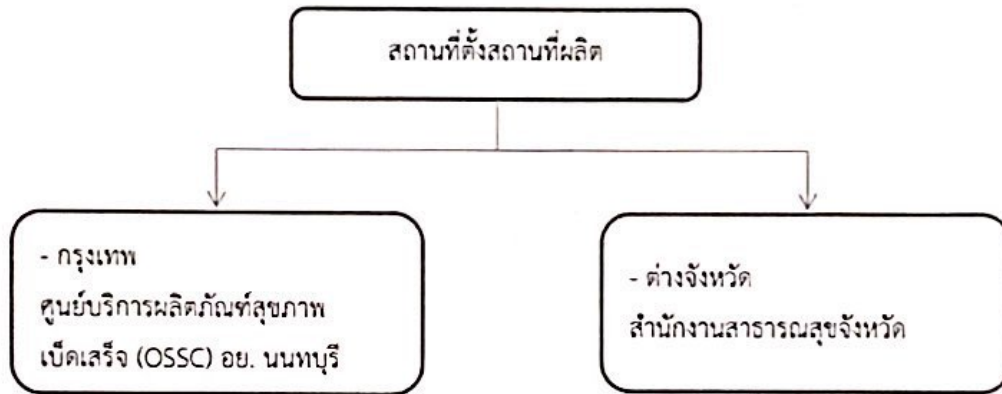 สถานที่ตั้งสถานที่ผลิต
- กรุงเทพ
ศูนย์บริการผลิตภัณฑ์สุขภาพ
เบ็ดเสร็จ (OSSC) อย. นนทบุรี
- ต่างจังหวัด
สำนักงานสาธารณสุขจังหวัด